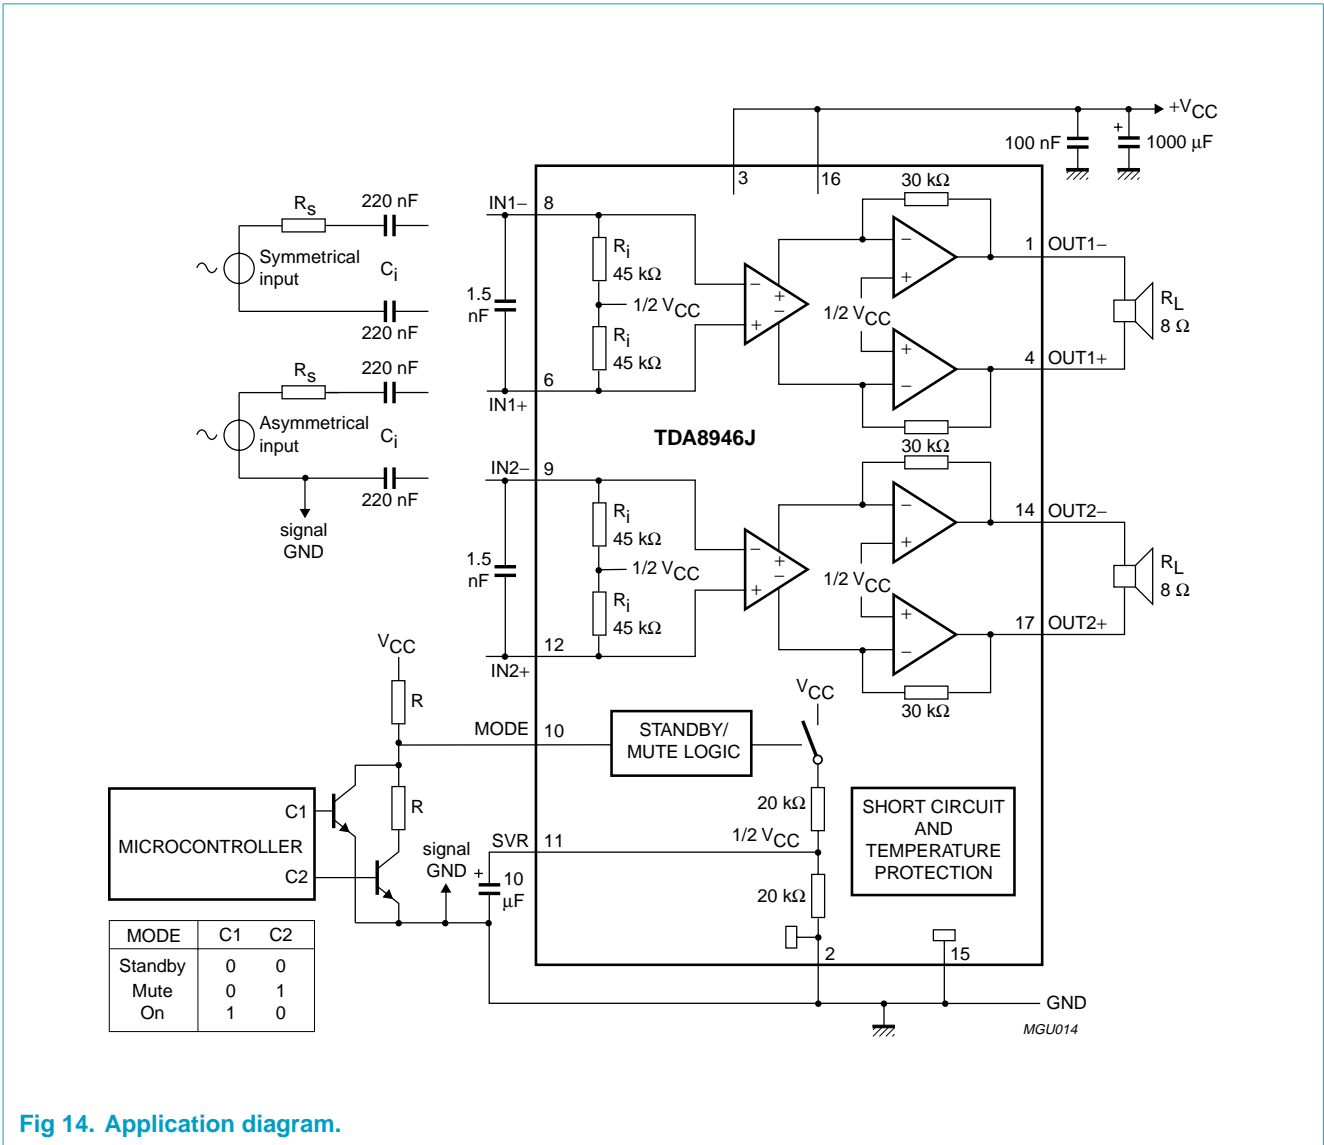 +VCC
100 nF
+
1000 μF
3
16
30 kΩ
Rs
220 nF
IN1−
8
Symmetrical
input
Ci
Ri
45 kΩ
−
+
1
OUT1−
1.5
nF
1/2 VCC
−
+
−
+
1/2 VCC
RL
8 Ω
220 nF
Ri
45 kΩ
+
−
4
OUT1+
Rs
220 nF
6
IN1+
Asymmetrical
input
Ci
TDA8946J
30 kΩ
30 kΩ
220 nF
IN2−
9
signal
GND
Ri
45 kΩ
−
+
14
OUT2−
1.5
nF
1/2 VCC
−
+
−
+
1/2 VCC
RL
8 Ω
Ri
45 kΩ
+
−
17
OUT2+
12
IN2+
30 kΩ
VCC
R
VCC
MODE
10
STANDBY/
MUTE LOGIC
R
C1
MICROCONTROLLER
C2
20 kΩ
SHORT CIRCUIT
AND
TEMPERATURE
PROTECTION
signal
GND
SVR
11
1/2 VCC
+
10
μF
20 kΩ
MODE C1 C2
Standby 0 0
Mute 0 1
On 1 0
2
15
GND
MGU014
Fig 14. Application diagram.